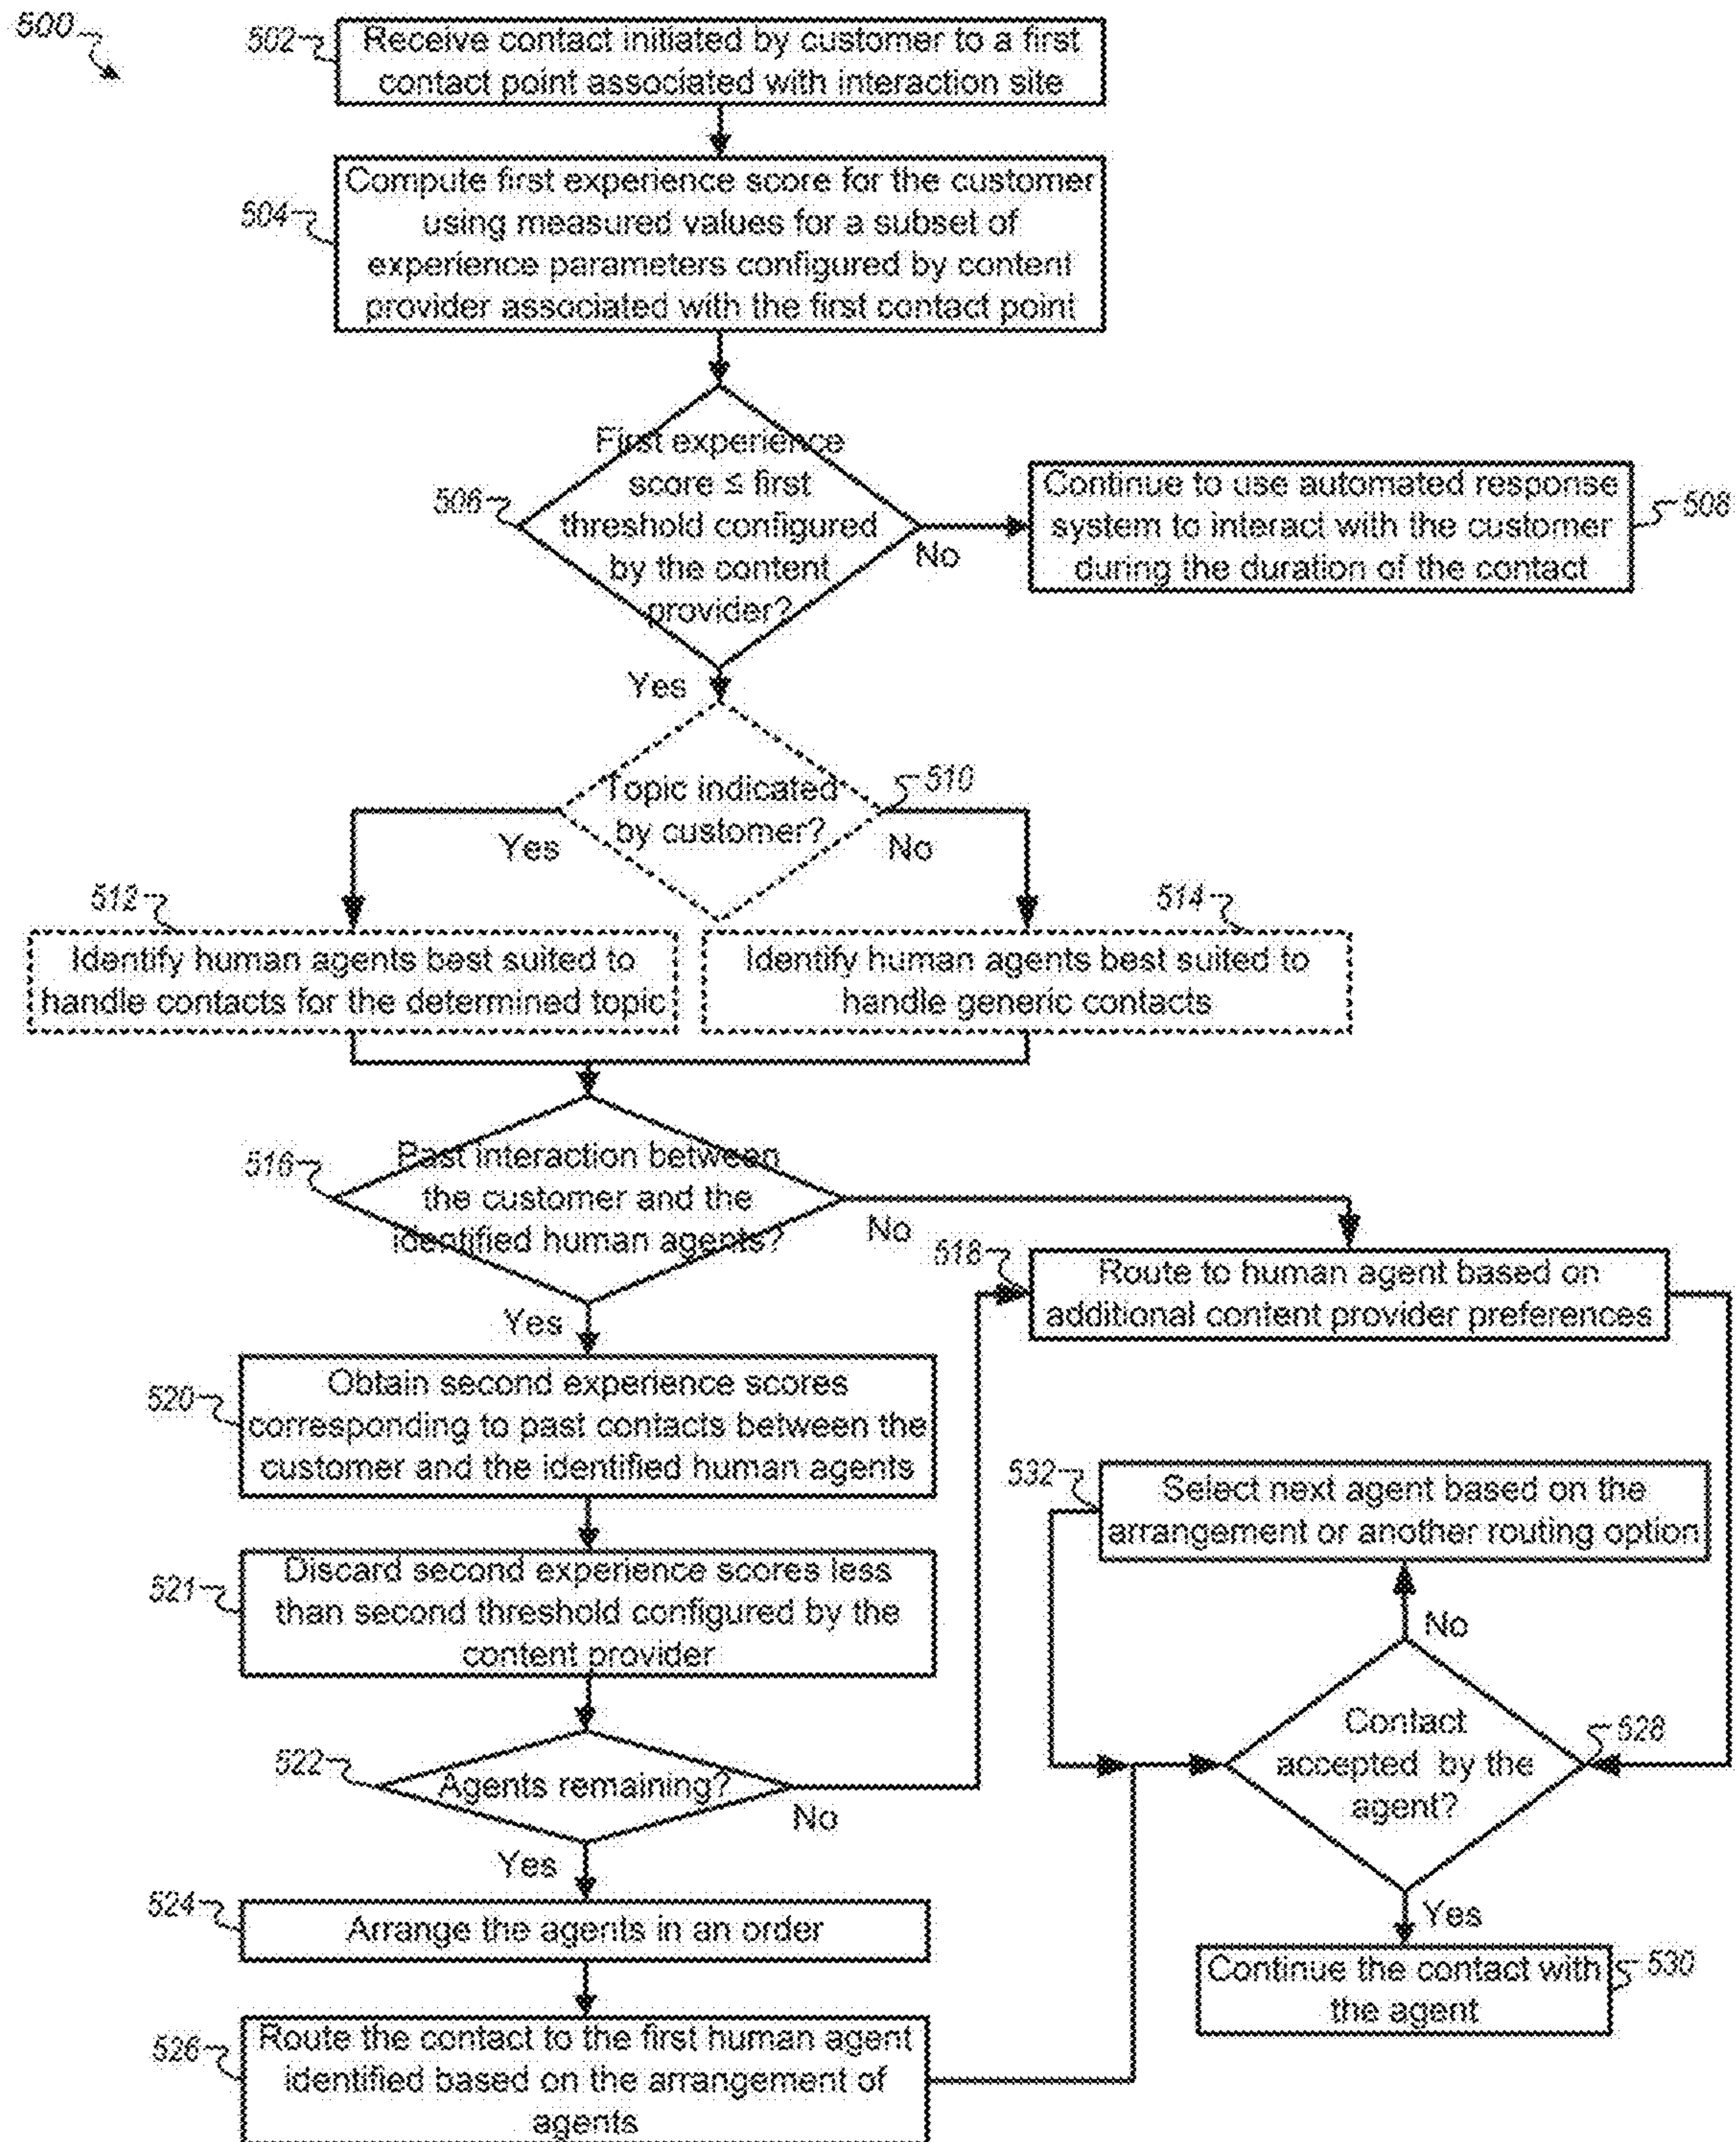 500
502
Receive contact initiated by customer to a first
contact point associated with interaction site
504
Compute first experience score for the customer
using measured values for a subset of
experience parameters configured by content
provider associated with the first contact point
506
First experience
score ≤ first
threshold configured
by the content
provider?
No
Continue to use automated response
system to interact with the customer
during the duration of the contact
508
Yes
Topic indicated
by customer?
510
Yes
No
512
Identify human agents best suited to
handle contacts for the determined topic
514
Identify human agents best suited to
handle generic contacts
516
Past interaction between
the customer and the
identified human agents?
No
518
Route to human agent based on
additional content provider preferences
Yes
520
Obtain second experience scores
corresponding to past contacts between the
customer and the identified human agents
532
Select next agent based on the
arrangement or another routing option
521
Discard second experience scores less
than second threshold configured by the
content provider
No
Contact
accepted by the
agent?
528
522
Agents remaining?
No
Yes
524
Arrange the agents in an order
Yes
Continue the contact with
the agent
530
526
Route the contact to the first human agent
identified based on the arrangement of
agents